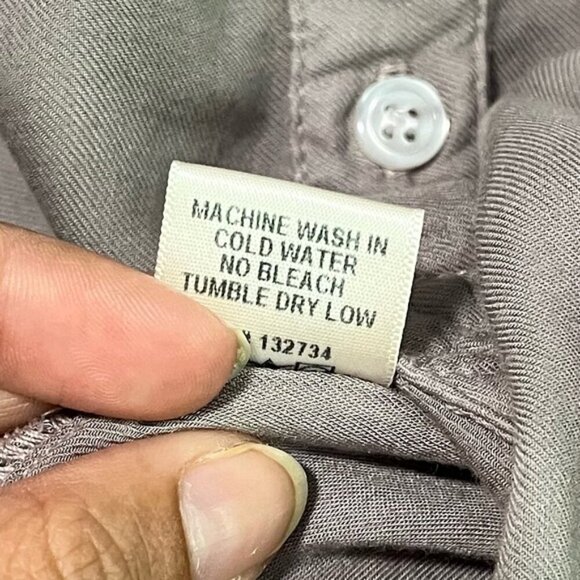 MACHINE WASH IN
COLD WATER
NO BLEACH
TUMBLE DRY LOW
132734